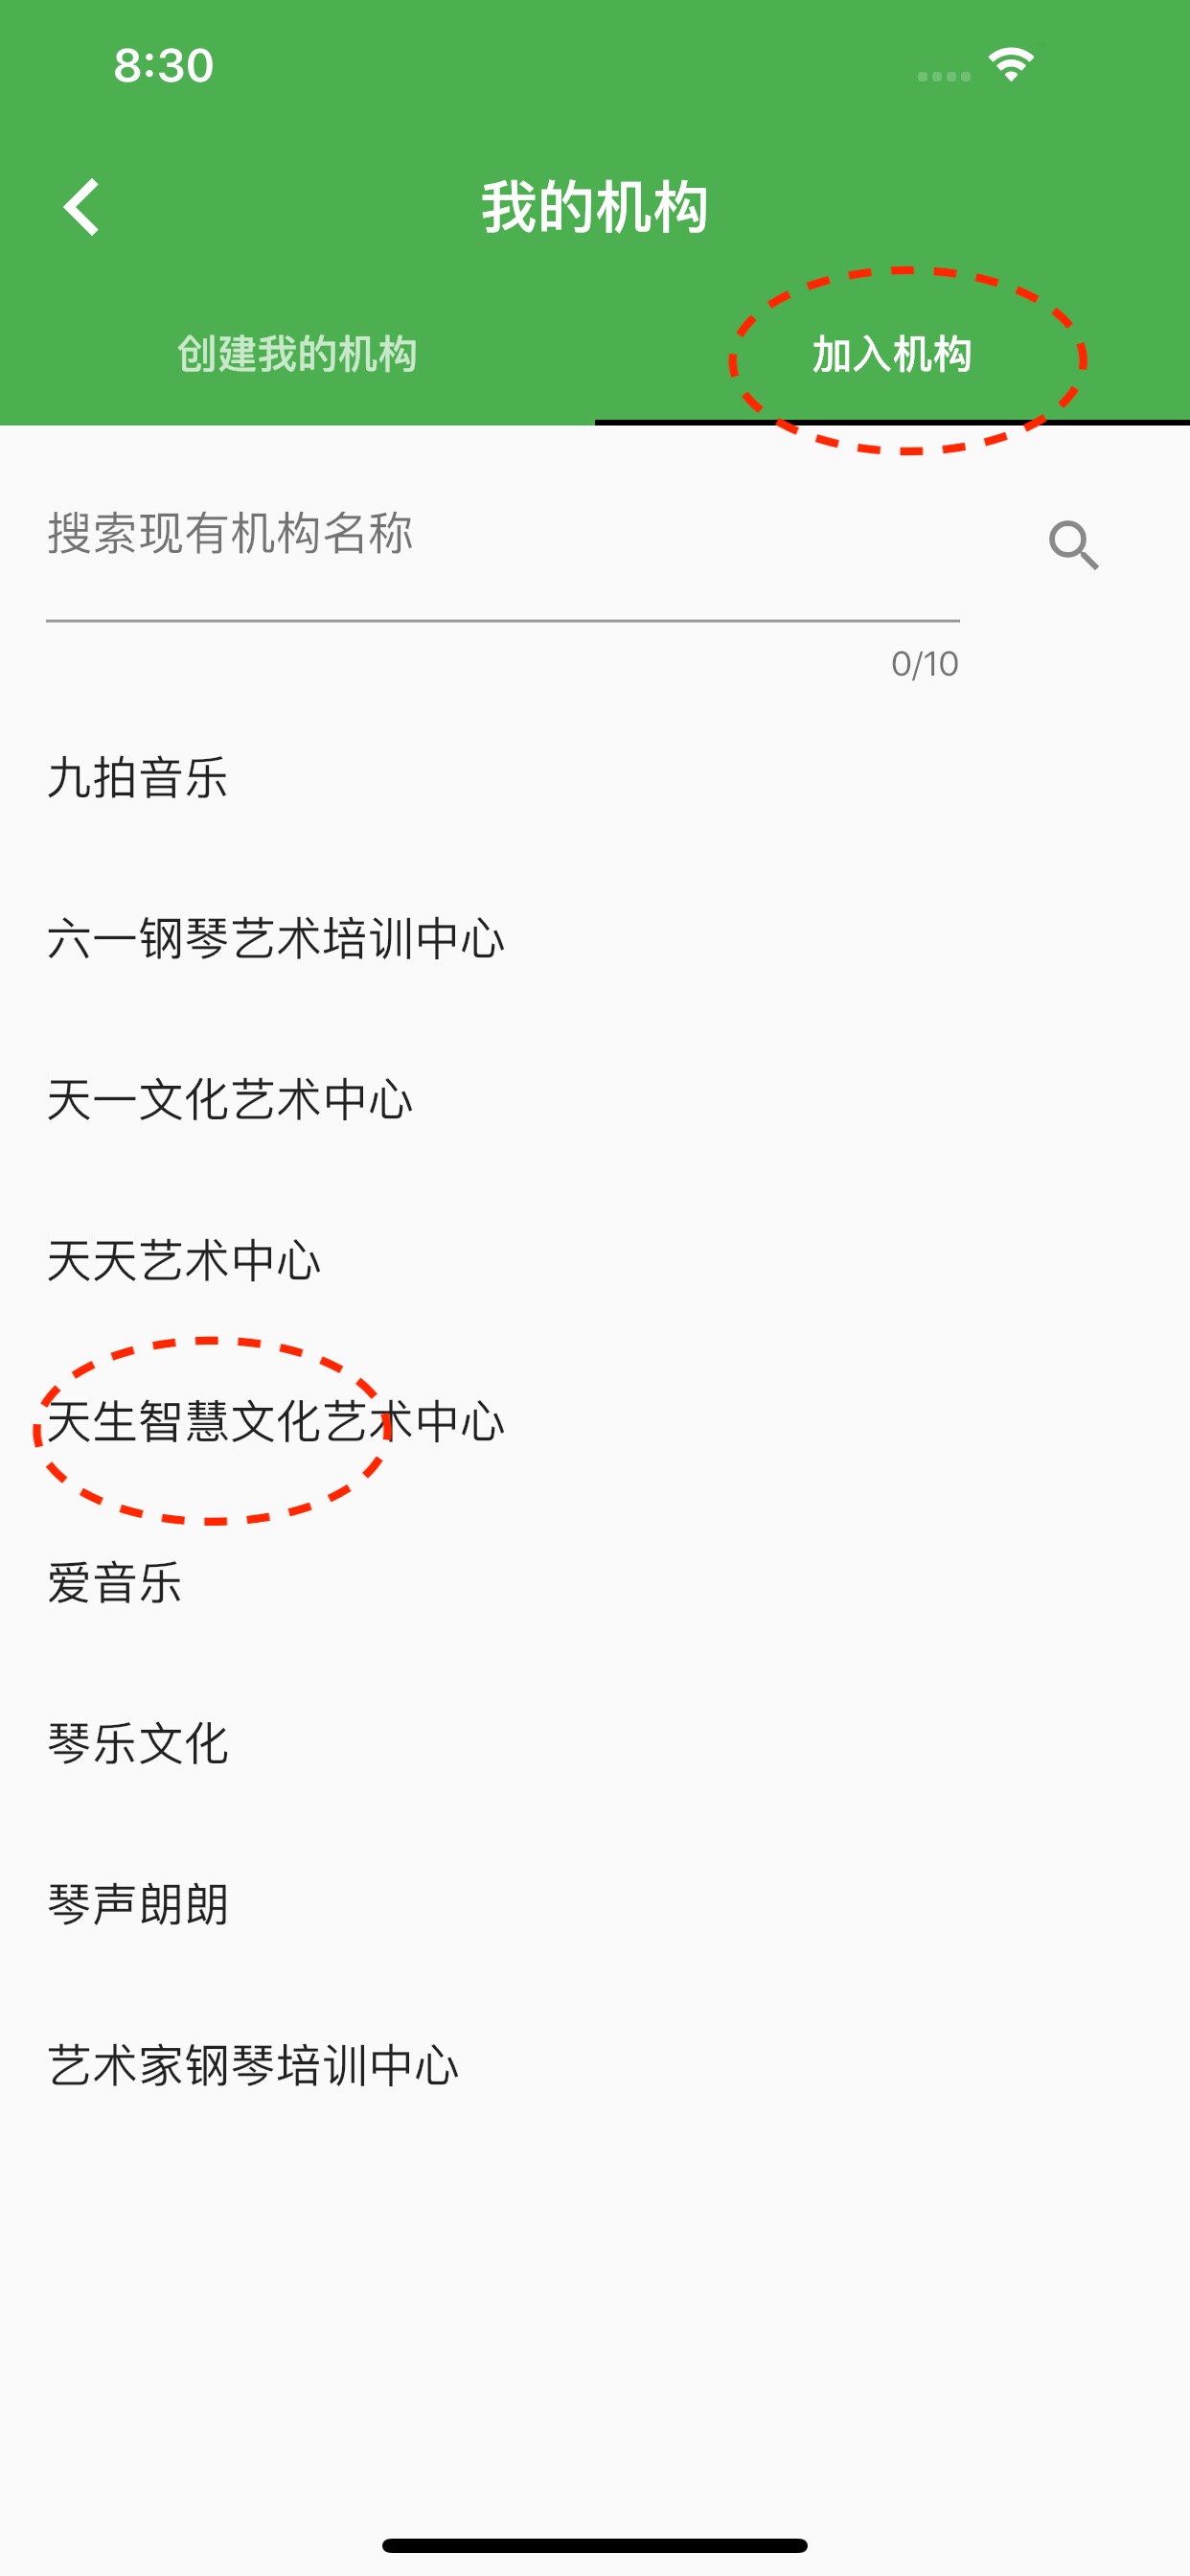 8:30
我的机构
创建我的机构
加入机构
搜索现有机构名称
0/10
九拍音乐
六一钢琴艺术培训中心
天一文化艺术中心
天天艺术中心
天生智慧文化艺术中心
爱音乐
琴乐文化
琴声朗朗
艺术家钢琴培训中心